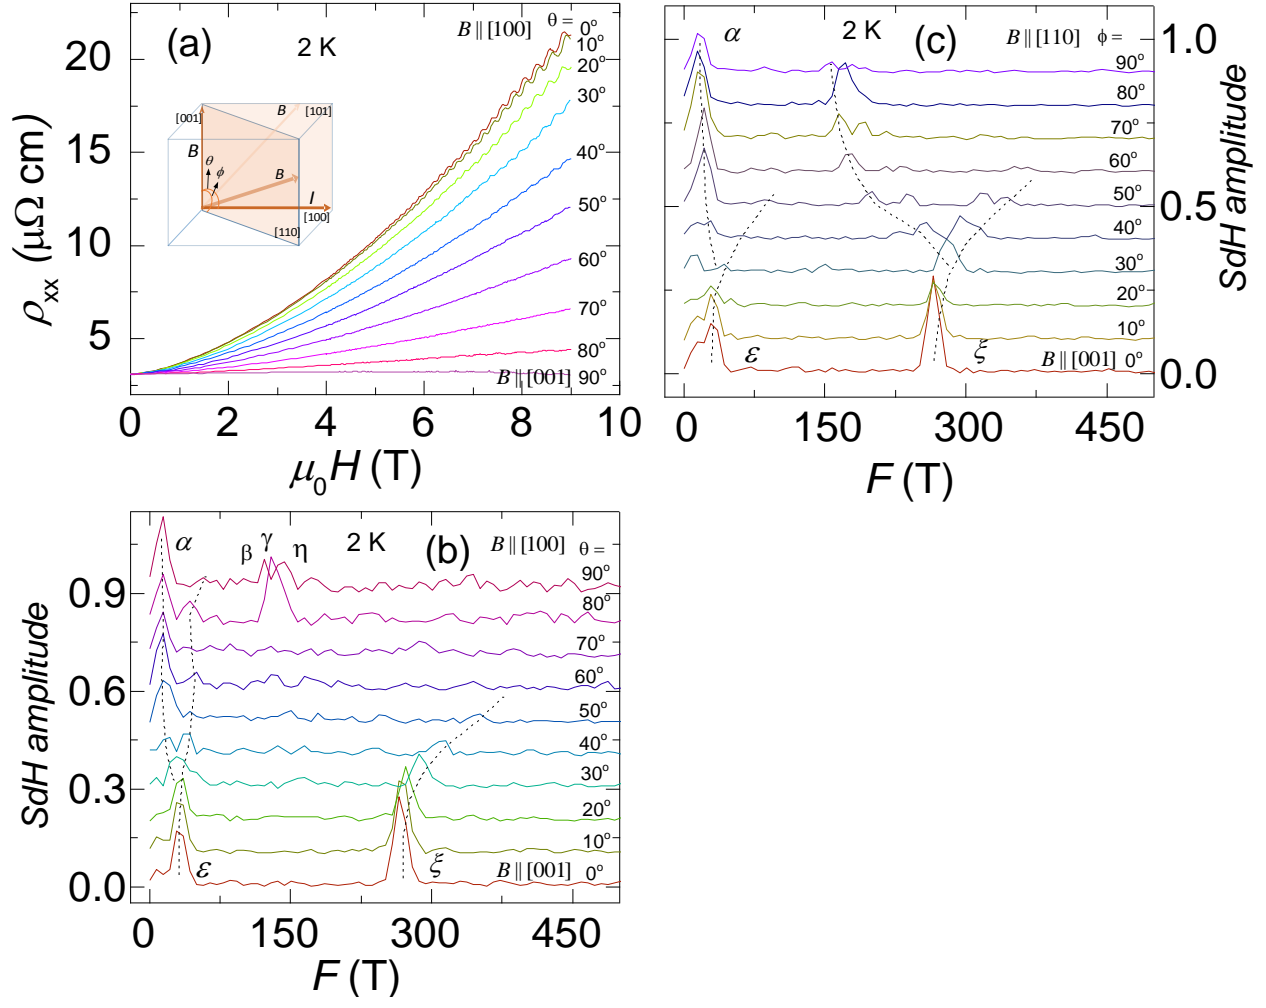 (a)
2 K
B || [100]
θ =
0°
10°
20°
30°
40°
50°
60°
70°
80°
B || [001] 90°
[001]
[101]
B
B
θ
ϕ
B
I
[100]
[110]
20
15
10
5
ρxx (μΩ cm)
0 2 4 6 8 10
μ0H (T)
α
2 K
(c)
B || [110] ϕ =
90°
80°
70°
60°
50°
40°
30°
20°
10°
ε
ξ
B || [001] 0°
1.0
0.5
0.0
SdH amplitude
0 150 300 450
F (T)
α
β
γ
η
2 K
(b)
B || [100] θ =
90°
80°
70°
60°
50°
40°
30°
20°
10°
ε
ξ
B || [001] 0°
0.9
0.6
0.3
0.0
SdH amplitude
0 150 300 450
F (T)